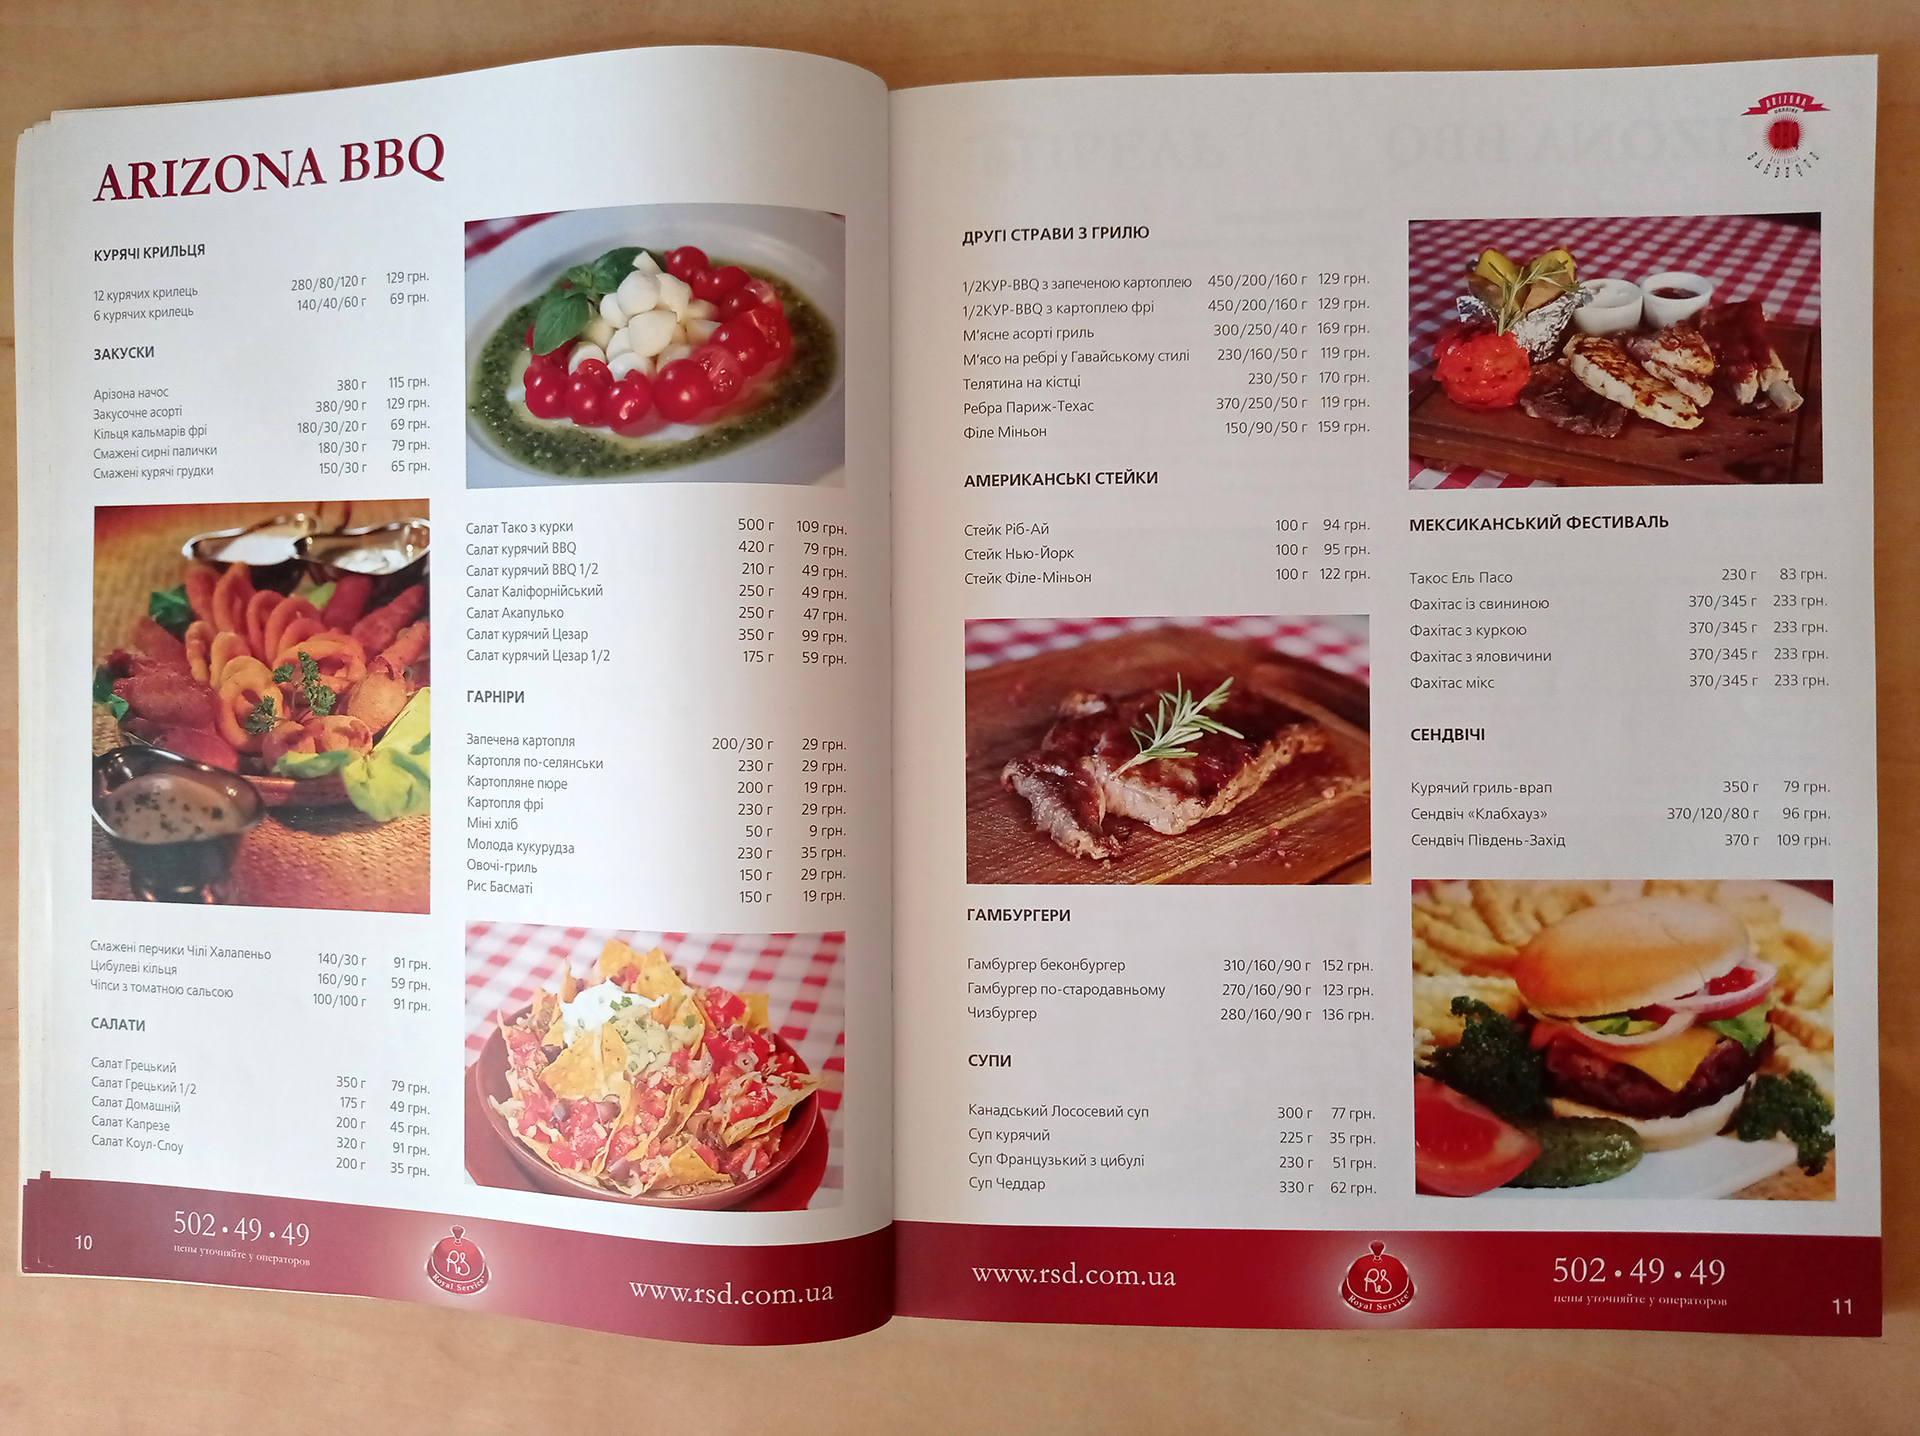 ARIZONA BBQ
КУРЯЧІ КРИЛЬЦЯ
12 курячих крилець 280/80/120 г 129 грн.
6 курячих крилець 140/40/60 г 69 грн.
ЗАКУСКИ
Арізона начос 380 г 115 грн.
Закусочне асорті 380/90 г 129 грн.
Кільця кальмарів фрі 180/30/20 г 69 грн.
Смажені сирні палички 180/30 г 79 грн.
Смажені курячі грудки 150/30 г 65 грн.
Смажені перчики Чілі Халапеньо 140/30 г 91 грн.
Цибулеві кільця 160/90 г 59 грн.
Чіпси з томатною сальсою 100/100 г 91 грн.
САЛАТИ
Салат Грецький 350 г 79 грн.
Салат Грецький 1/2 175 г 49 грн.
Салат Домашній 200 г 45 грн.
Салат Капрезе 320 г 91 грн.
Салат Коул-Слоу 200 г 35 грн.
Салат Тако з курки 500 г 109 грн.
Салат курячий BBQ 420 г 79 грн.
Салат курячий BBQ 1/2 210 г 49 грн.
Салат Каліфорнійський 250 г 49 грн.
Салат Акапулько 250 г 47 грн.
Салат курячий Цезар 350 г 99 грн.
Салат курячий Цезар 1/2 175 г 59 грн.
ГАРНІРИ
Запечена картопля 200/30 г 29 грн.
Картопля по-селянськи 230 г 29 грн.
Картопляне пюре 200 г 19 грн.
Картопля фрі 230 г 29 грн.
Міні хліб 50 г 9 грн.
Молода кукурудза 230 г 35 грн.
Овочі-гриль 150 г 29 грн.
Рис Басматі 150 г 19 грн.
10
502•49•49
цены уточняйте у операторов
RS
Royal Service
www.rsd.com.ua
ARIZONA
UKRAINE
BBQ
BARBEQUE
ДРУГІ СТРАВИ З ГРИЛЮ
1/2КУР-BBQ з запеченою картоплею 450/200/160 г 129 грн.
1/2КУР-BBQ з картоплею фрі 450/200/160 г 129 грн.
М'ясне асорті гриль 300/250/40 г 169 грн.
М'ясо на ребрі у Гавайському стилі 230/160/50 г 119 грн.
Телятина на кістці 230/50 г 170 грн.
Ребра Париж-Техас 370/250/50 г 119 грн.
Філе Міньон 150/90/50 г 159 грн.
АМЕРИКАНСЬКІ СТЕЙКИ
Стейк Ріб-Ай 100 г 94 грн.
Стейк Нью-Йорк 100 г 95 грн.
Стейк Філе-Міньон 100 г 122 грн.
ГАМБУРГЕРИ
Гамбургер беконбургер 310/160/90 г 152 грн.
Гамбургер по-стародавньому 270/160/90 г 123 грн.
Чизбургер 280/160/90 г 136 грн.
СУПИ
Канадський Лососевий суп 300 г 77 грн.
Суп курячий 225 г 35 грн.
Суп Французький з цибулі 230 г 51 грн.
Суп Чеддар 330 г 62 грн.
МЕКСИКАНСЬКИЙ ФЕСТИВАЛЬ
Такос Ель Пасо 230 г 83 грн.
Фахітас із свининою 370/345 г 233 грн.
Фахітас з куркою 370/345 г 233 грн.
Фахітас з яловичини 370/345 г 233 грн.
Фахітас мікс 370/345 г 233 грн.
СЕНДВІЧІ
Курячий гриль-врап 350 г 79 грн.
Сендвіч «Клабхауз» 370/120/80 г 96 грн.
Сендвіч Південь-Захід 370 г 109 грн.
www.rsd.com.ua
RS
Royal Service
502•49•49
цены уточняйте у операторов
11